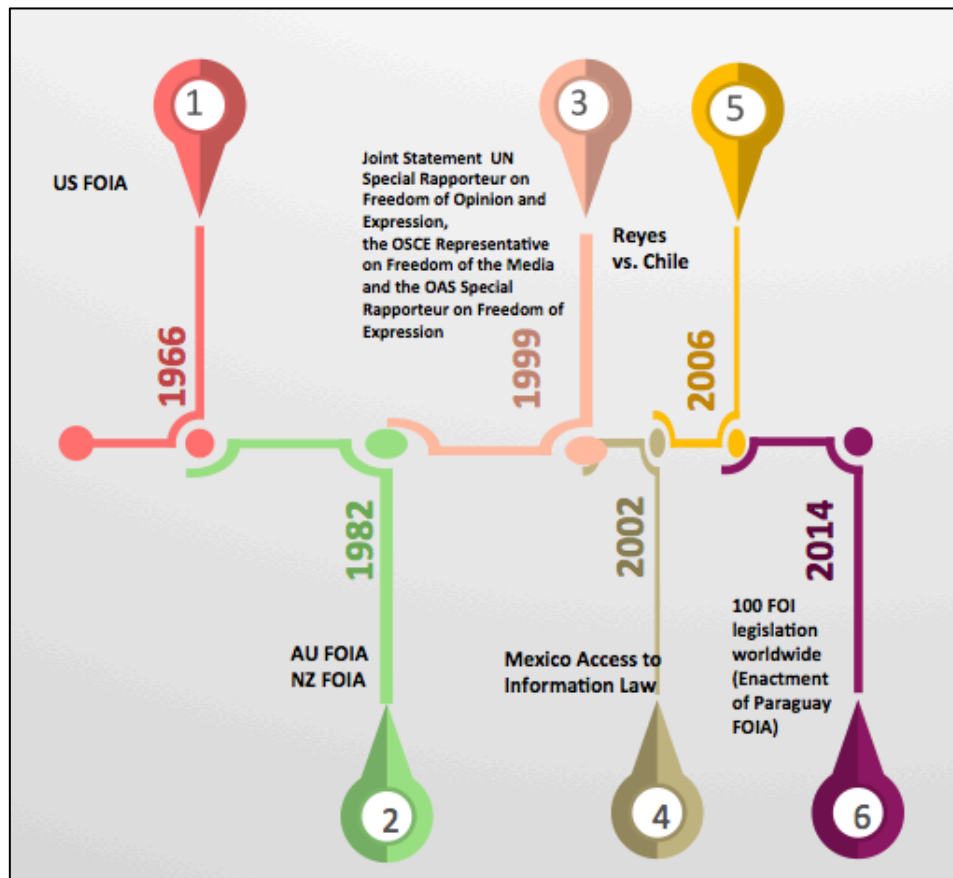 1
US FOIA
1966
2
1982
AU FOIA
NZ FOIA
3
Joint Statement UN
Special Rapporteur on
Freedom of Opinion and
Expression,
the OSCE Representative
on Freedom of the Media
and the OAS Special
Rapporteur on Freedom of
Expression
1999
4
2002
Mexico Access to
Information Law
5
Reyes
vs. Chile
2006
6
2014
100 FOI
legislation
worldwide
(Enactment
of Paraguay
FOIA)